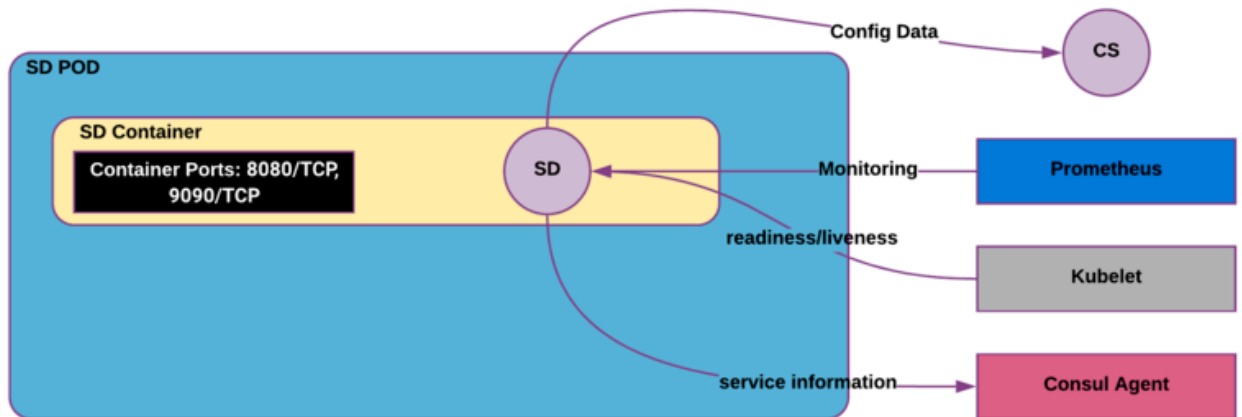 Config Data
CS
SD POD
SD Container
Container Ports: 8080/TCP,
9090/TCP
SD
Monitoring
Prometheus
readiness/liveness
Kubelet
service information
Consul Agent